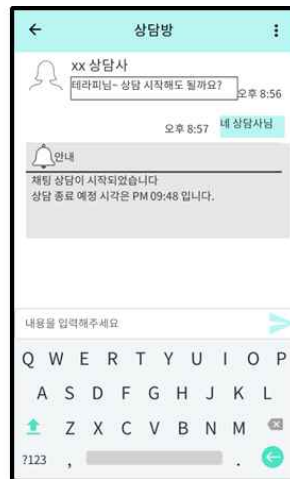 상담방
xx 상담사
테라피님~ 상담 시작해도 될까요?
오후 8:56
오후 8:57 네 상담사님
안내
채팅 상담이 시작되었습니다
상담 종료 예정 시각은 PM 09:48 입니다.
내용을 입력해주세요
Q W E R T Y U I O P
A S D F G H J K L
Z X C V B N M
?123 , .